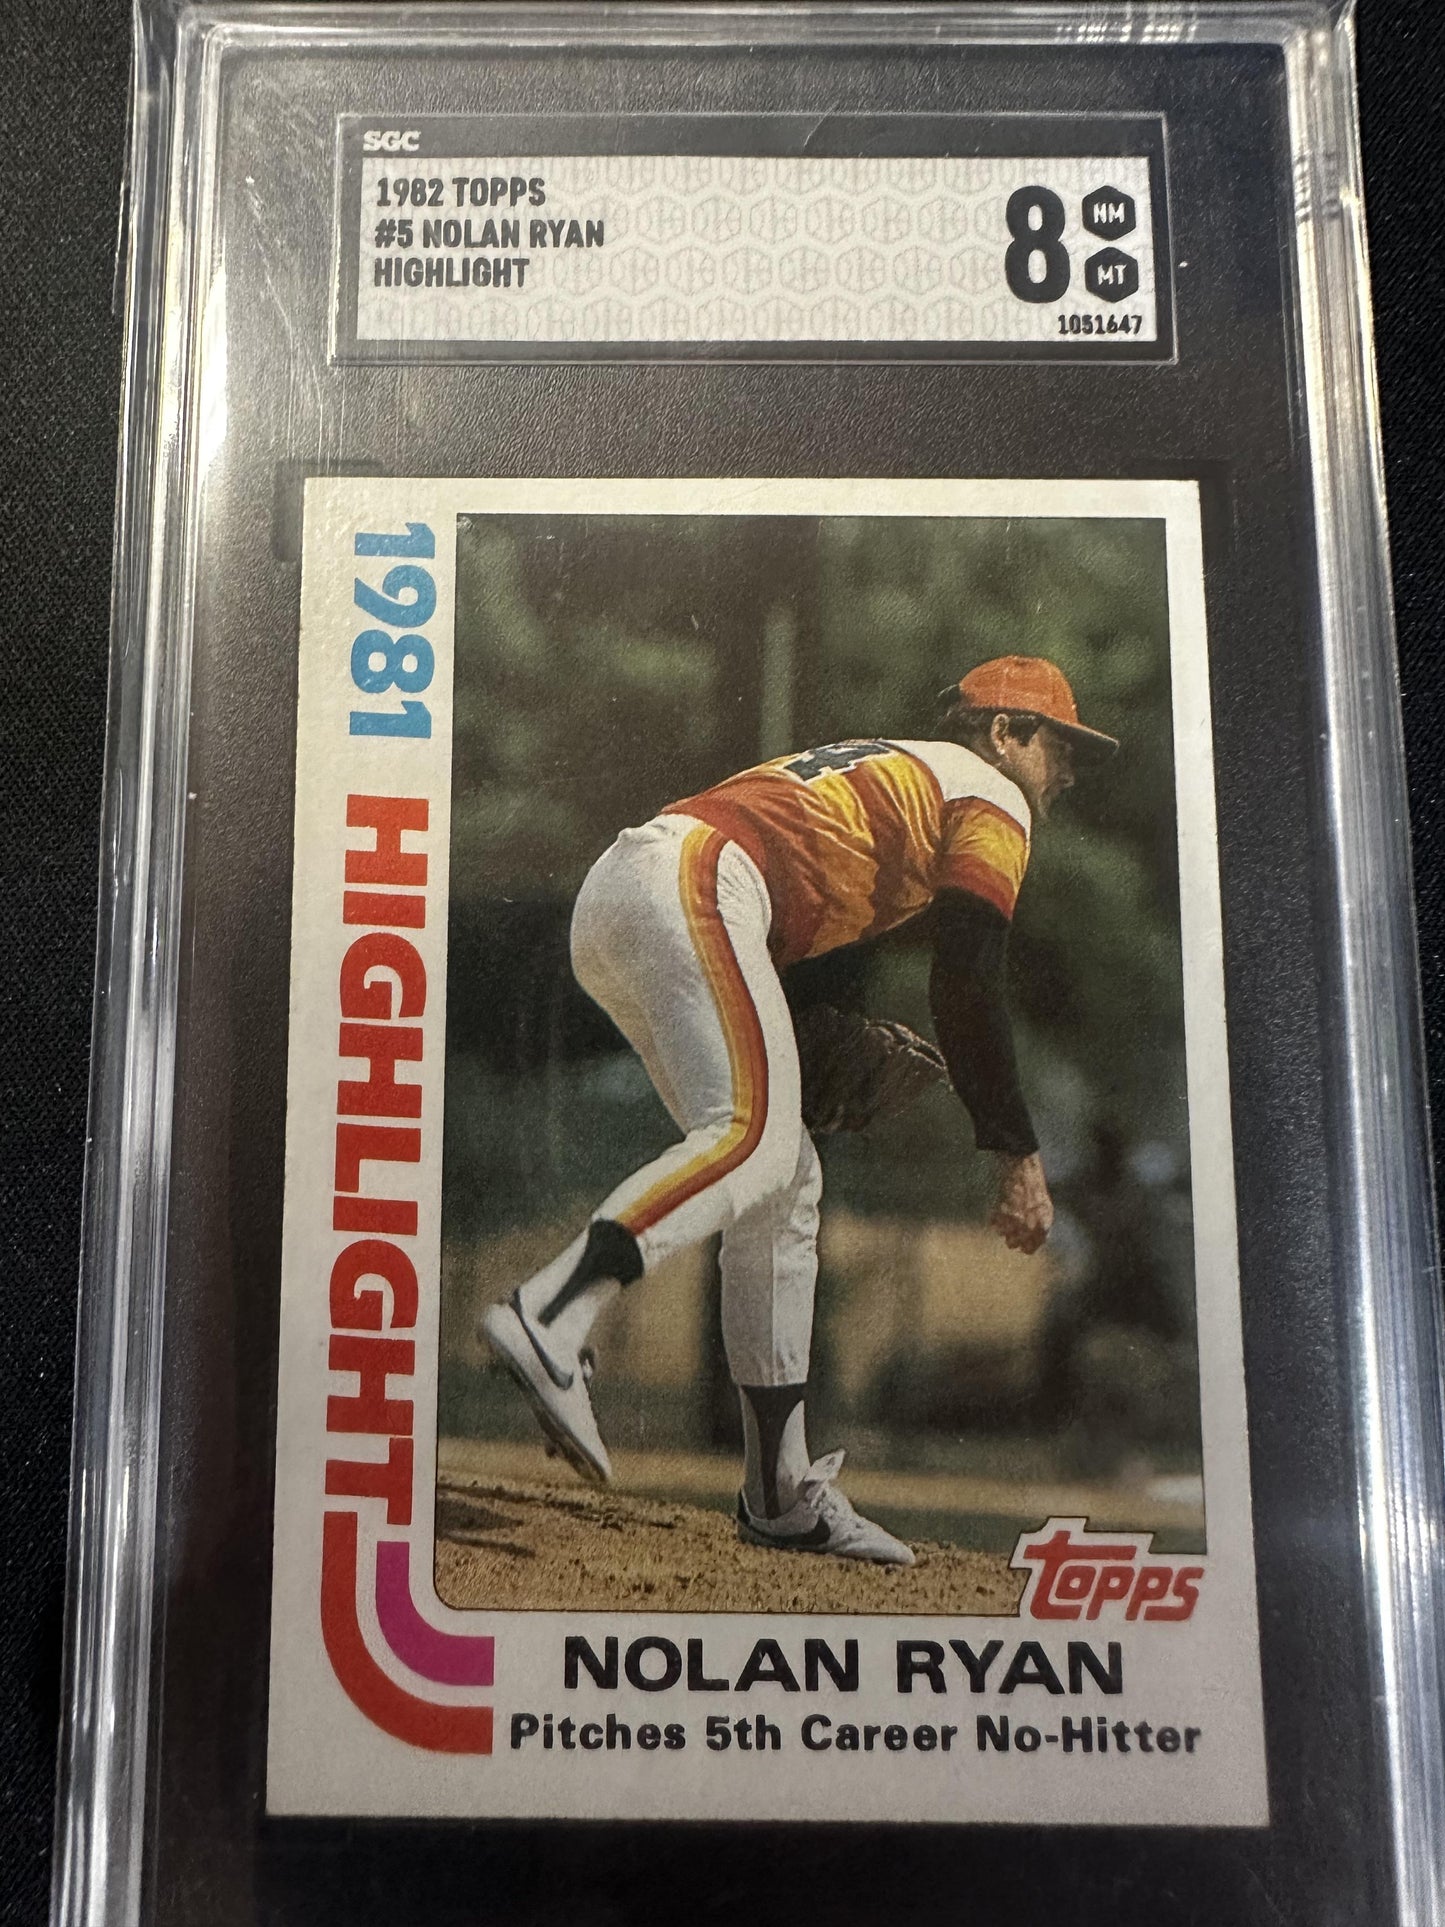 SGC
1982 TOPPS
#5 NOLAN RYAN
HIGHLIGHT
8
NM
MT
1051647
1981 HIGHLIGHT
topps
NOLAN RYAN
Pitches 5th Career No-Hitter